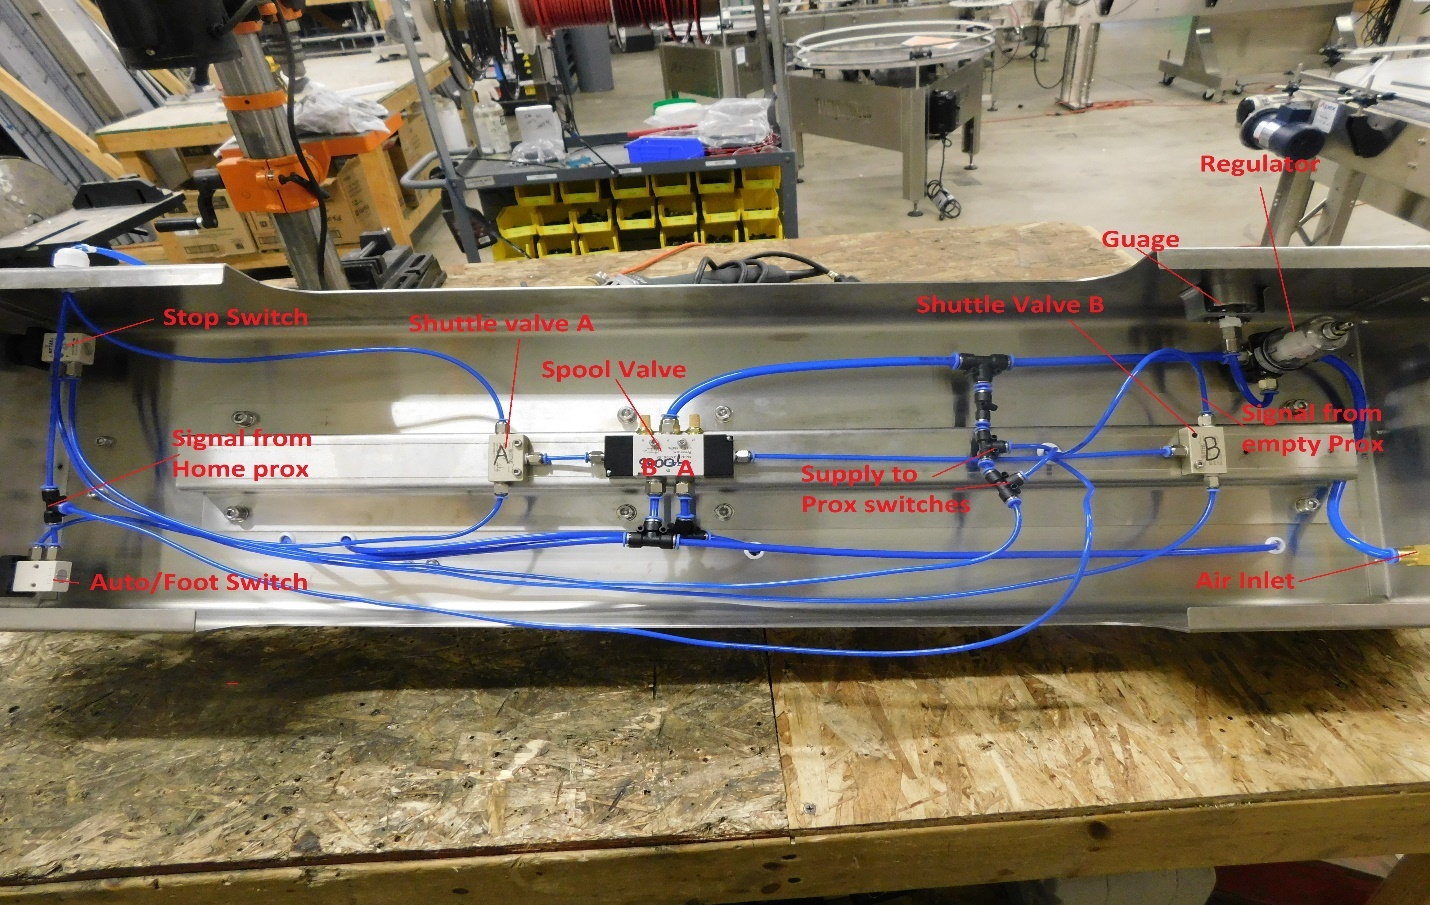 Regulator
Guage
Shuttle Valve B
Stop Switch
Shuttle valve A
Spool Valve
Signal from
empty Prox
Signal from
Home prox
A
B
B A
Supply to
Prox switches
Auto/Foot Switch
Air Inlet